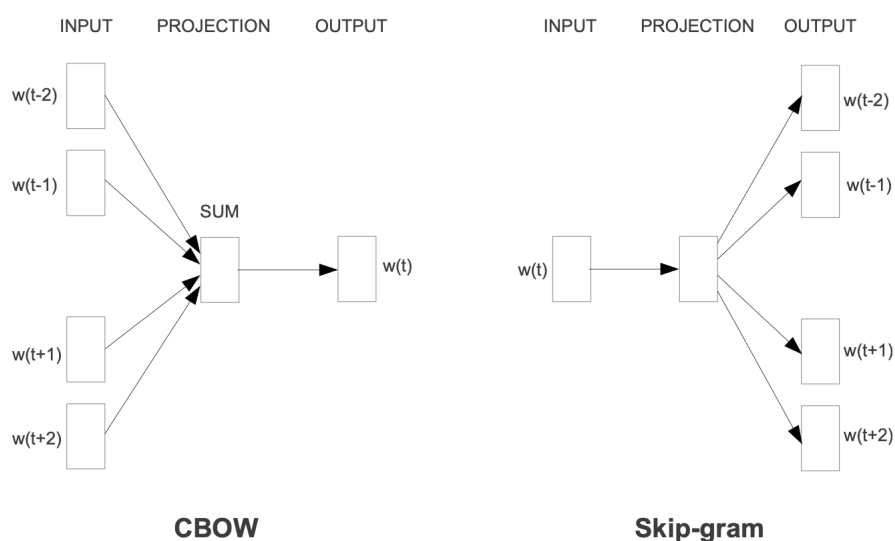 INPUT PROJECTION OUTPUT
w(t-2)
w(t-1)
SUM
w(t)
w(t+1)
w(t+2)
CBOW
INPUT PROJECTION OUTPUT
w(t-2)
w(t-1)
w(t)
w(t+1)
w(t+2)
Skip-gram